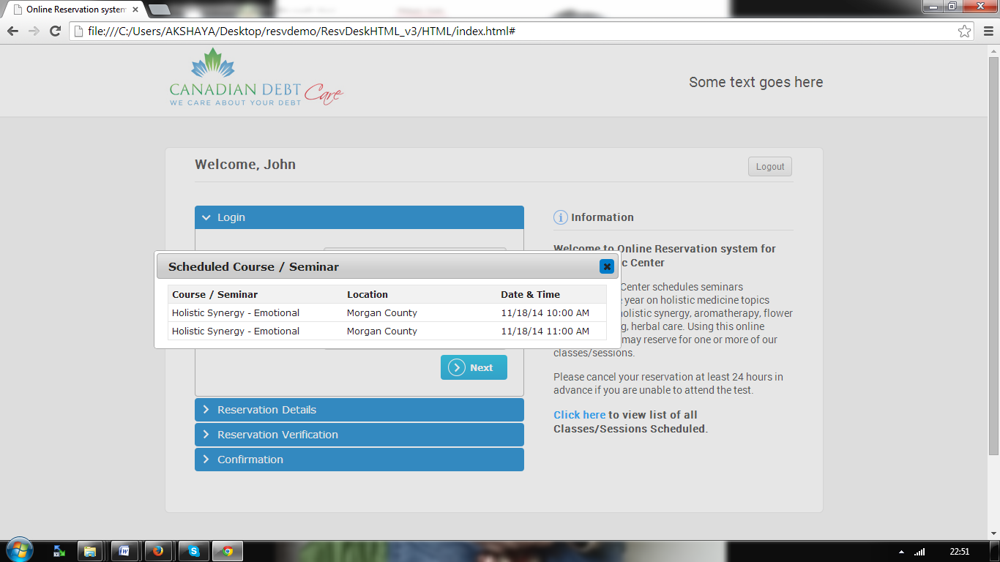 Online Reservation system
file:///C:/Users/AKSHAYA/Desktop/resvdemo/ResvDeskHTML_v3/HTML/index.html#
CANADIAN DEBT Care
WE CARE ABOUT YOUR DEBT
Some text goes here
Welcome, John
Logout
Login
Information
Welcome to Online Reservation system for
Center
Scheduled Course / Seminar
Course / Seminar Location Date & Time
Holistic Synergy - Emotional Morgan County 11/18/14 10:00 AM
Holistic Synergy - Emotional Morgan County 11/18/14 11:00 AM
Center schedules seminars
year on holistic medicine topics
holistic synergy, aromatherapy, flower
herbal care. Using this online
may reserve for one or more of our
classes/sessions.
Next
Please cancel your reservation at least 24 hours in
advance if you are unable to attend the test.
Click here to view list of all
Classes/Sessions Scheduled.
Reservation Details
Reservation Verification
Confirmation
22:51